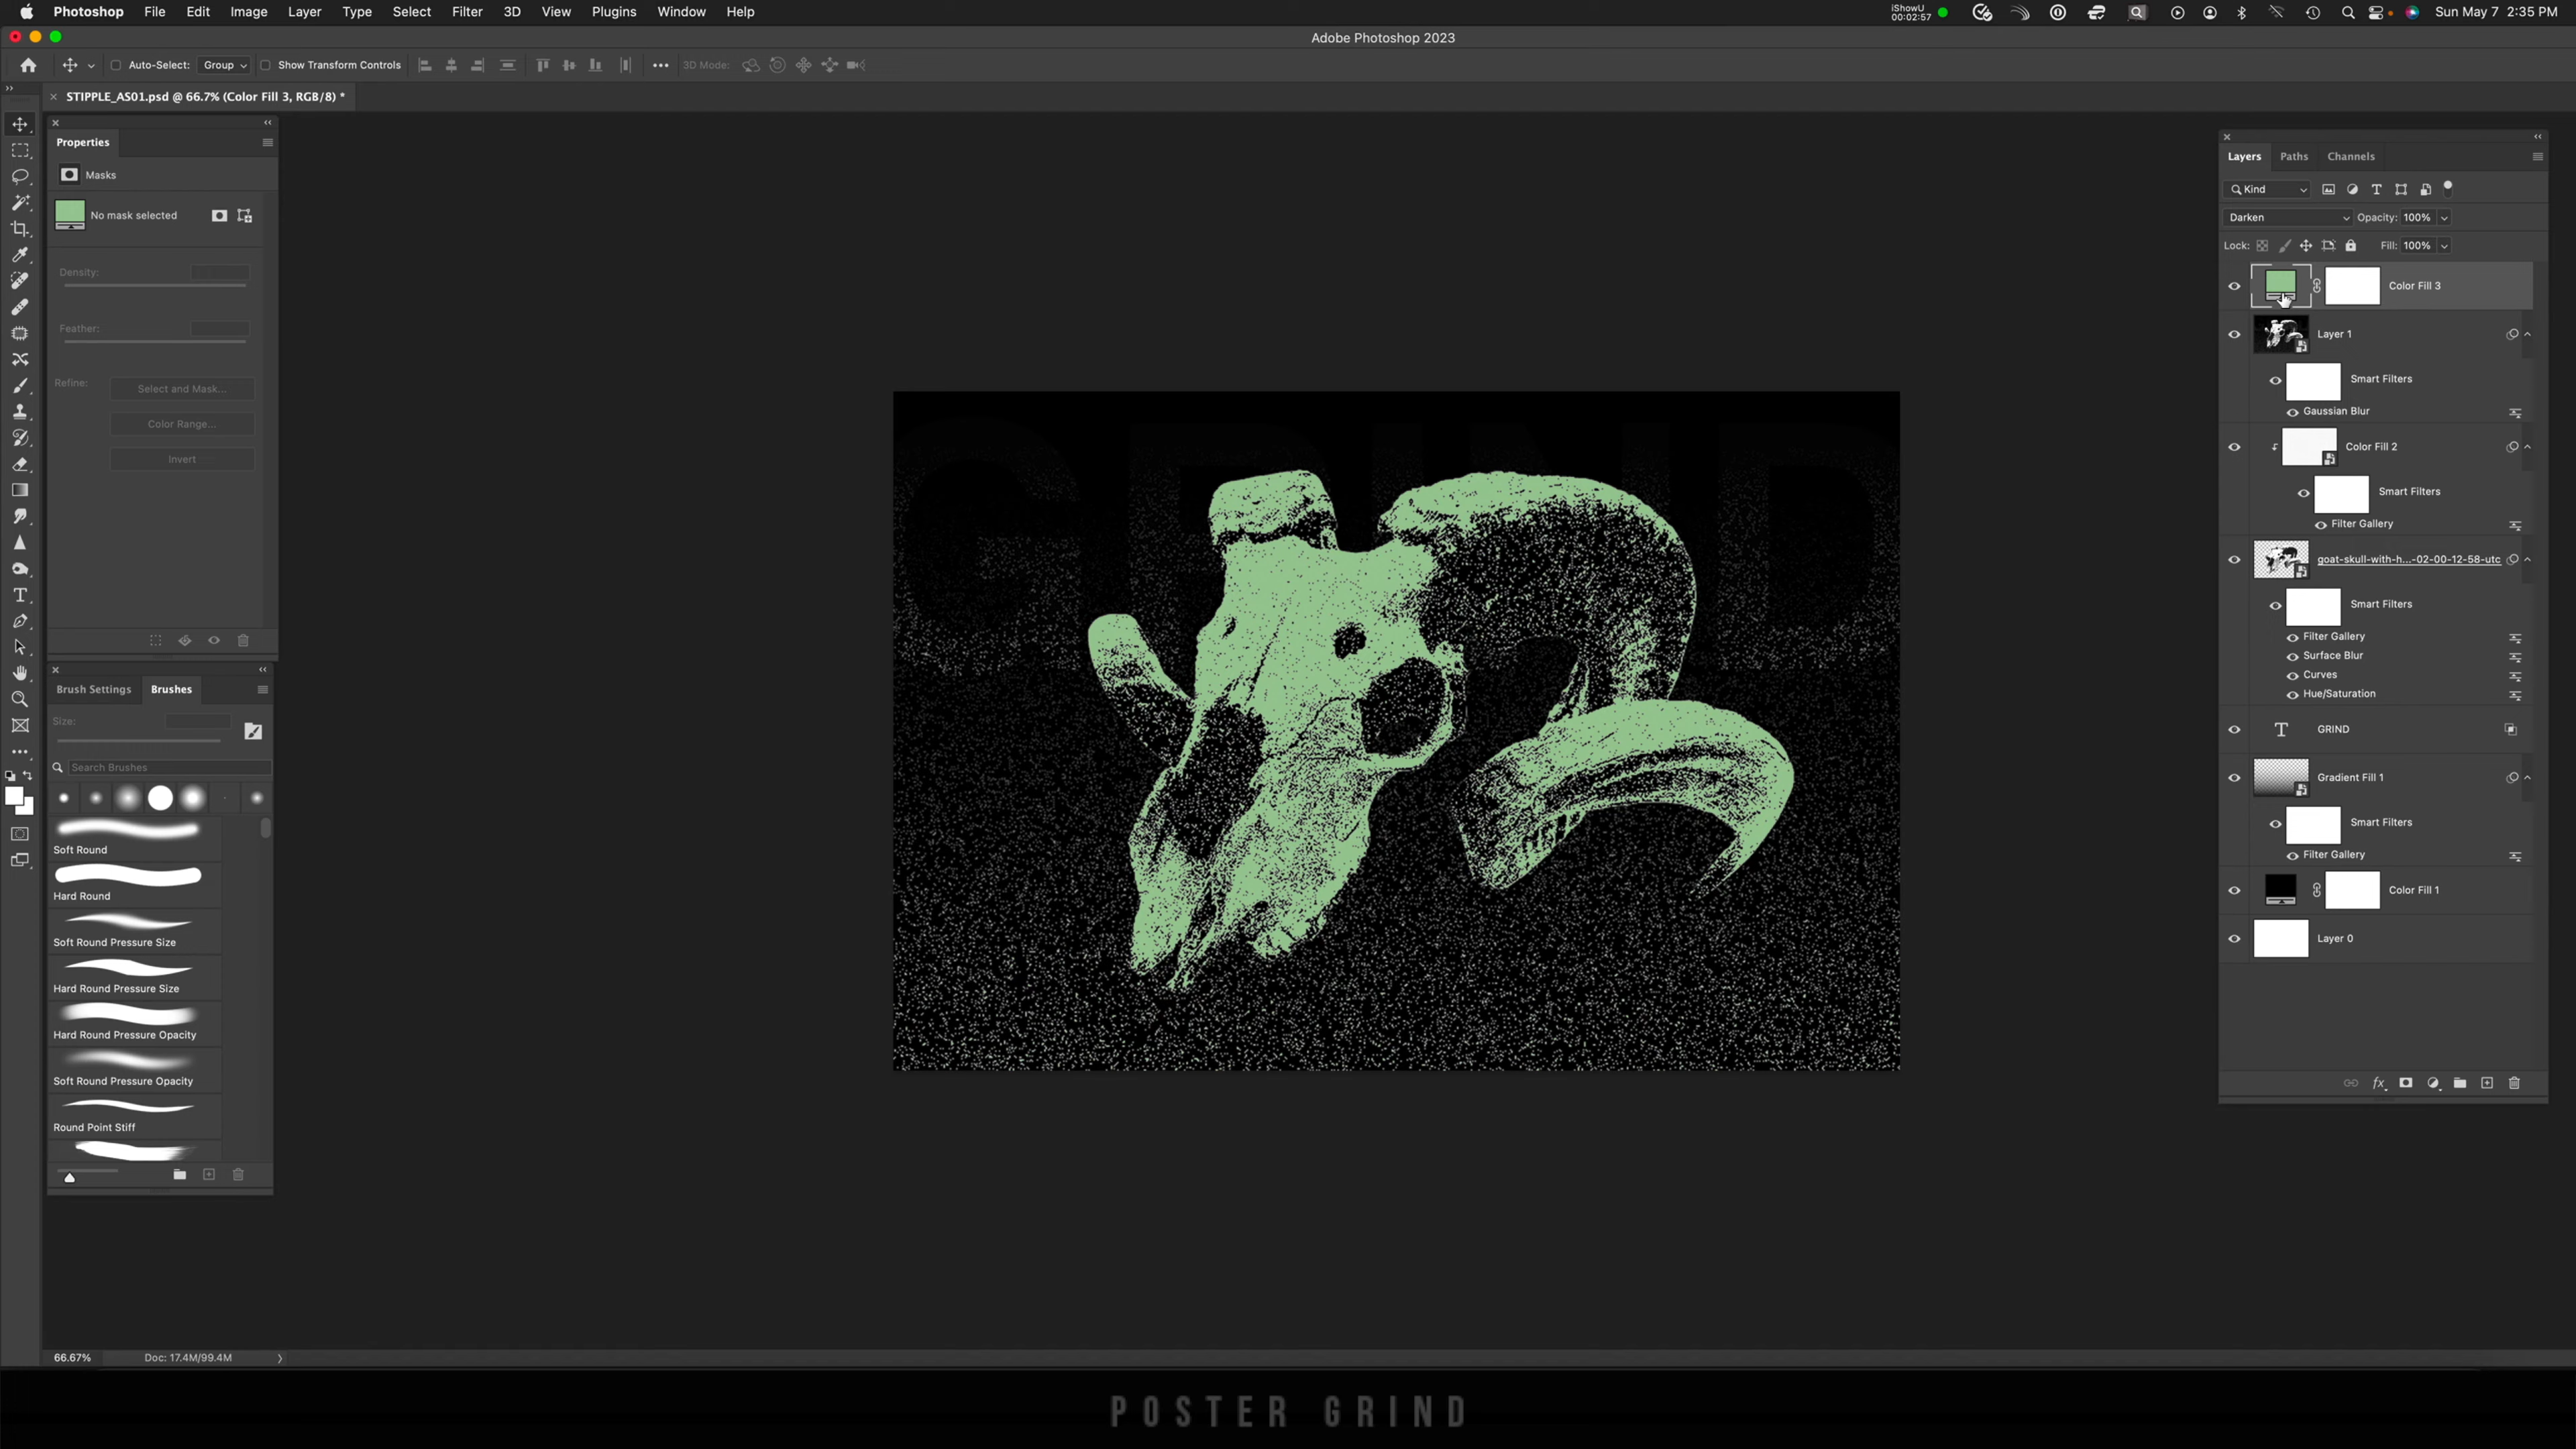 Photoshop File Edit Image Layer Type Select Filter 3D View Plugins Window Help
iShowU
00:02:57
Sun May 7 2:35 PM
Adobe Photoshop 2023
Auto-Select: Group Show Transform Controls 3D Mode:
STIPPLE_AS01.psd @ 66.7% (Color Fill 3, RGB/8) *
Properties
Masks
No mask selected
Density:
Feather:
Refine:
Select and Mask...
Color Range...
Invert
Brush Settings Brushes
Size:
Search Brushes
Soft Round
Hard Round
Soft Round Pressure Size
Hard Round Pressure Size
Hard Round Pressure Opacity
Soft Round Pressure Opacity
Round Point Stiff
GRIND
Layers Paths Channels
Kind
Darken Opacity: 100%
Lock: Fill: 100%
Color Fill 3
Layer 1
Smart Filters
Gaussian Blur
Color Fill 2
Smart Filters
Filter Gallery
goat-skull-with-h...-02-00-12-58-utc
Smart Filters
Filter Gallery
Surface Blur
Curves
Hue/Saturation
T GRIND
Gradient Fill 1
Smart Filters
Filter Gallery
Color Fill 1
Layer 0
fx
66.67% Doc: 17.4M/99.4M
POSTER GRIND